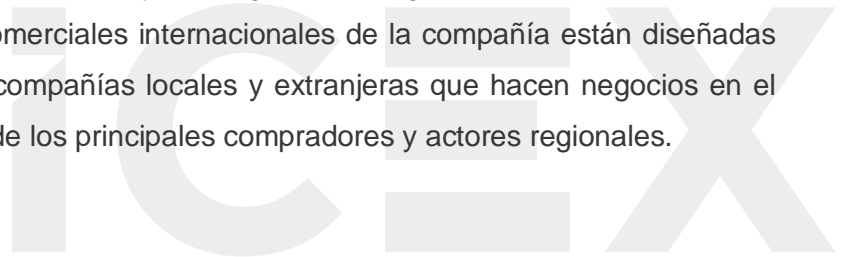 omerciales internacionales de la compañía están diseñadas
compañías locales y extranjeras que hacen negocios en el
de los principales compradores y actores regionales.
iCEX